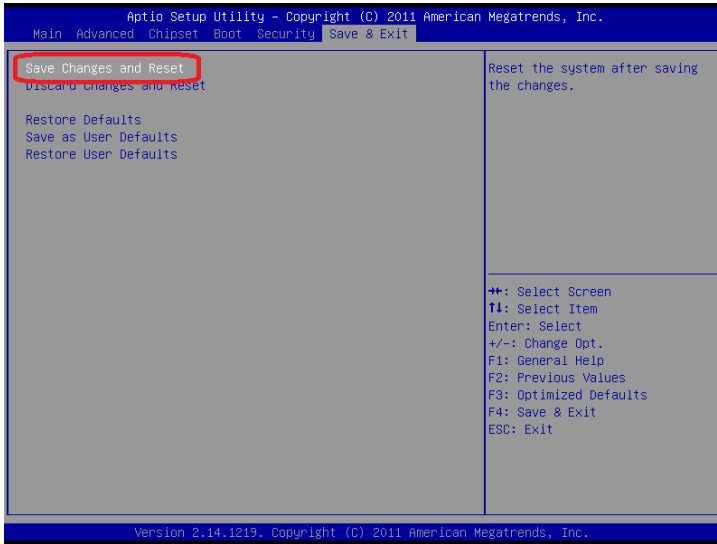 Aptio Setup Utility – Copyright (C) 2011 American Megatrends, Inc.
Main Advanced Chipset Boot Security Save & Exit
Save Changes and Reset
Discard Changes and Reset
Restore Defaults
Save as User Defaults
Restore User Defaults
Reset the system after saving
the changes.
→←: Select Screen
↑↓: Select Item
Enter: Select
+/-: Change Opt.
F1: General Help
F2: Previous Values
F3: Optimized Defaults
F4: Save & Exit
ESC: Exit
Version 2.14.1219. Copyright (C) 2011 American Megatrends, Inc.